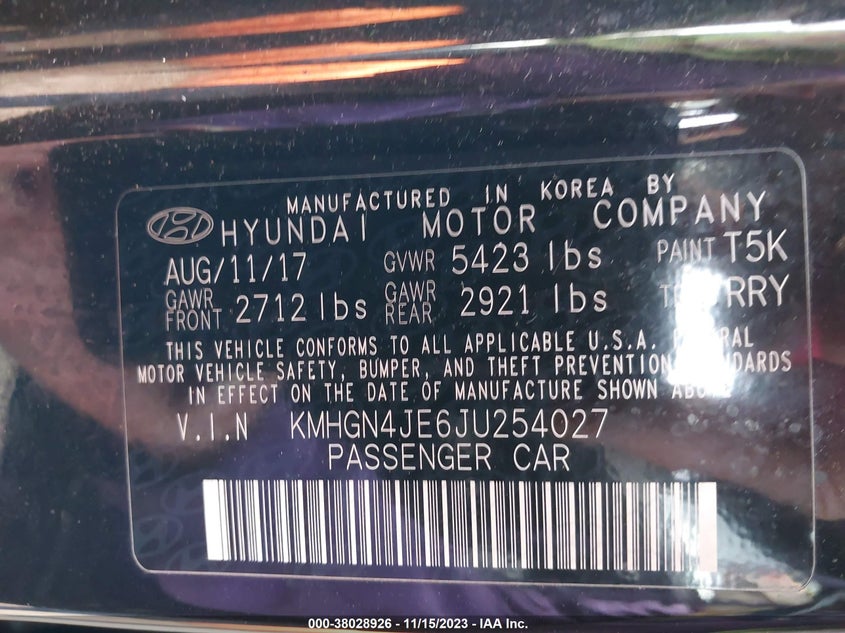 MANUFACTURED IN KOREA BY
HYUNDAI MOTOR COMPANY
AUG/11/17 GVWR 5423 lbs PAINT T5K
GAWR FRONT 2712 lbs GAWR REAR 2921 lbs RRY
THIS VEHICLE CONFORMS TO ALL APPLICABLE U.S.A.
MOTOR VEHICLE SAFETY, BUMPER, AND THEFT PREVENTION
IN EFFECT ON THE DATE OF MANUFACTURE SHOWN
V.I.N KMHGN4JE6JU254027
PASSENGER CAR
000-38028926 - 11/15/2023 - IAA Inc.